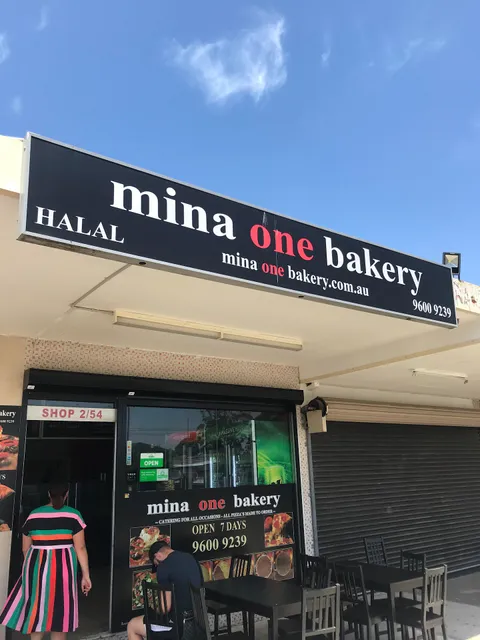 mina one bakery
HALAL
mina one bakery.com.au
9600 9239
SHOP 2/54
OPEN
mina one bakery
CATERING FOR ALL OCCASIONS - ALL PIZZA'S MADE TO ORDER
OPEN 7 DAYS
9600 9239
akery